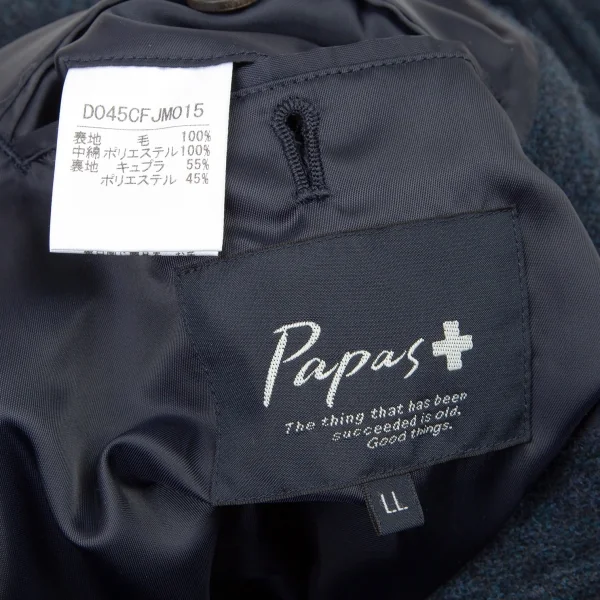 D045CFJM015
表地 毛 100%
中綿 ポリエステル 100%
裏地 キュプラ 55%
ポリエステル 45%
Papas+
The thing that has been
succeeded is old.
Good things.
LL